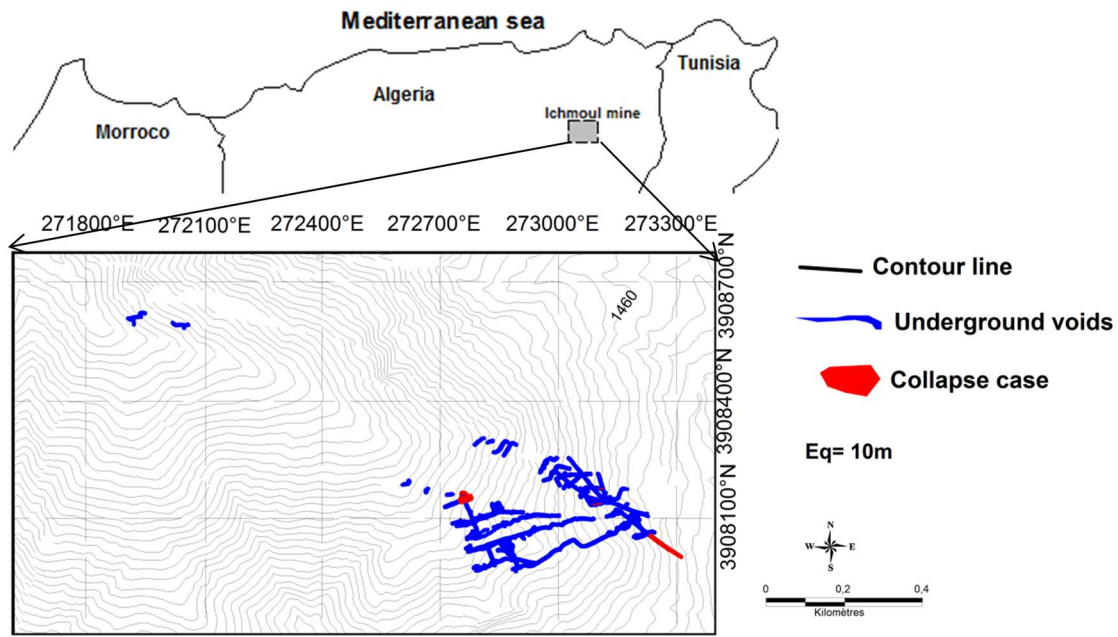 Mediterranean sea
Tunisia
Algeria
Ichmoul mine
Morroco
271800°E 272100°E 272400°E 272700°E 273000°E 273300°E
3908700°N
3908400°N
3908100°N
1460
Contour line
Underground voids
Collapse case
Eq= 10m
N
W E
S
0 0,2 0,4
Kilomètres